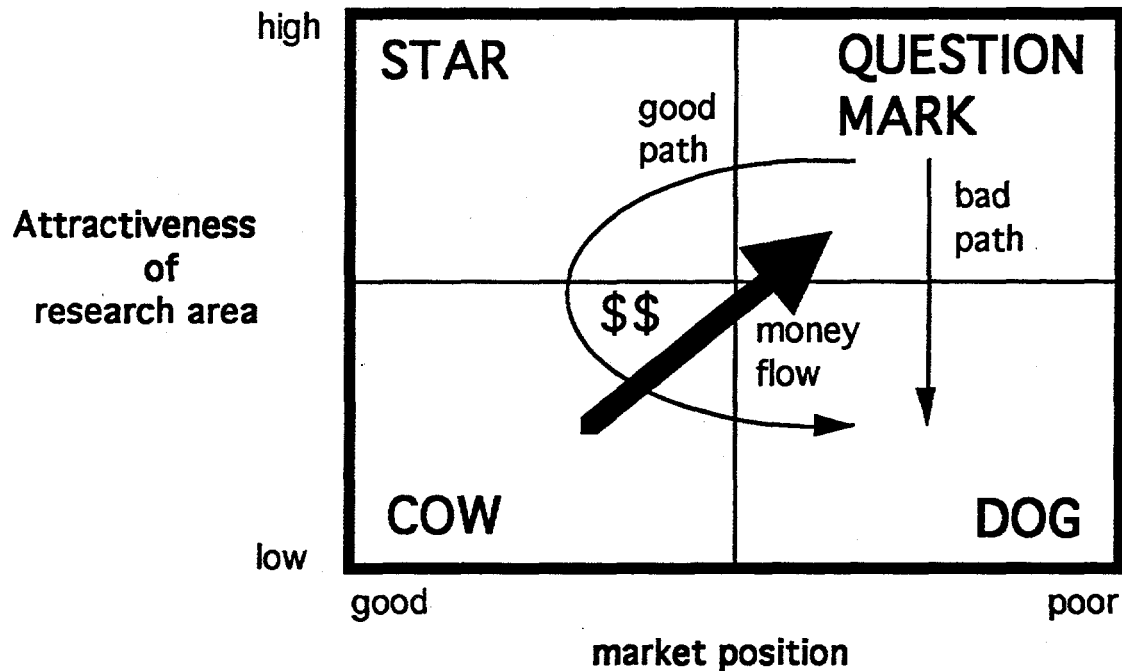 high
STAR
QUESTION
MARK
good
path
bad
path
Attractiveness
of
research area
$$
money
flow
COW
DOG
low
good
poor
market position